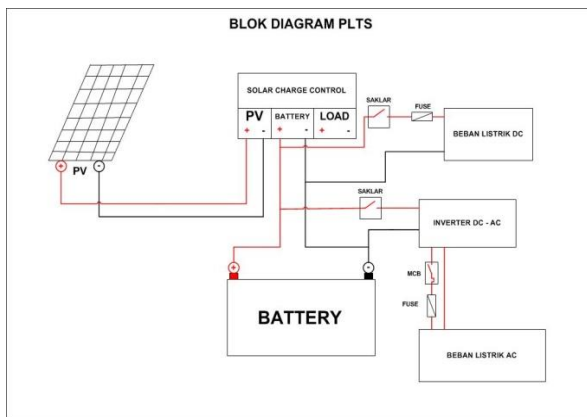 BLOK DIAGRAM PLTS
SOLAR CHARGE CONTROL
PV BATTERY LOAD
+ - + - + -
SAKLAR
FUSE
BEBAN LISTRIK DC
+ PV -
SAKLAR
INVERTER DC - AC
+ -
BATTERY
MCB
FUSE
BEBAN LISTRIK AC